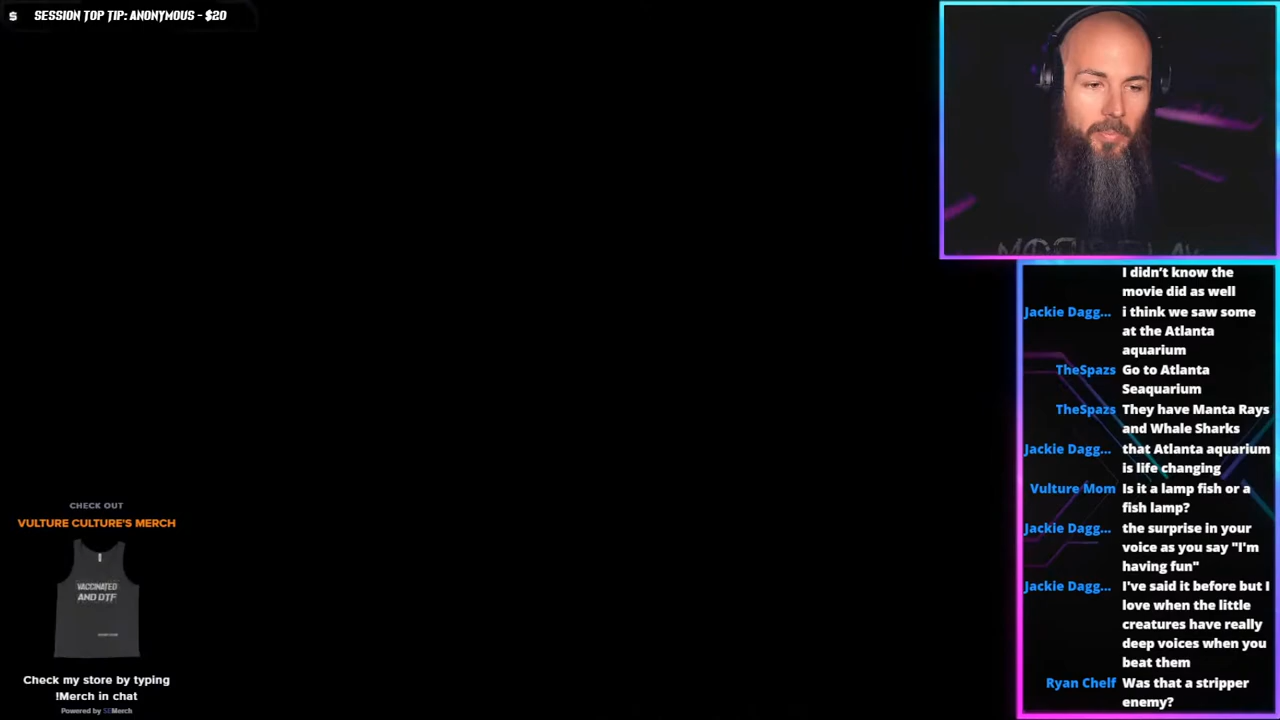 $ SESSION TOP TIP: ANONYMOUS - $20
I didn't know the
movie did as well
Jackie Dagg... i think we saw some
at the Atlanta
aquarium
TheSpazs Go to Atlanta
Seaquarium
TheSpazs They have Manta Rays
and Whale Sharks
Jackie Dagg... that Atlanta aquarium
is life changing
Vulture Mom Is it a lamp fish or a
fish lamp?
Jackie Dagg... the surprise in your
voice as you say "I'm
having fun"
Jackie Dagg... I've said it before but I
love when the little
creatures have really
deep voices when you
beat them
Ryan Chelf Was that a stripper
enemy?
CHECK OUT
VULTURE CULTURE'S MERCH
VACCINATED
AND DTF
Check my store by typing
!Merch in chat
Powered by SEMerch